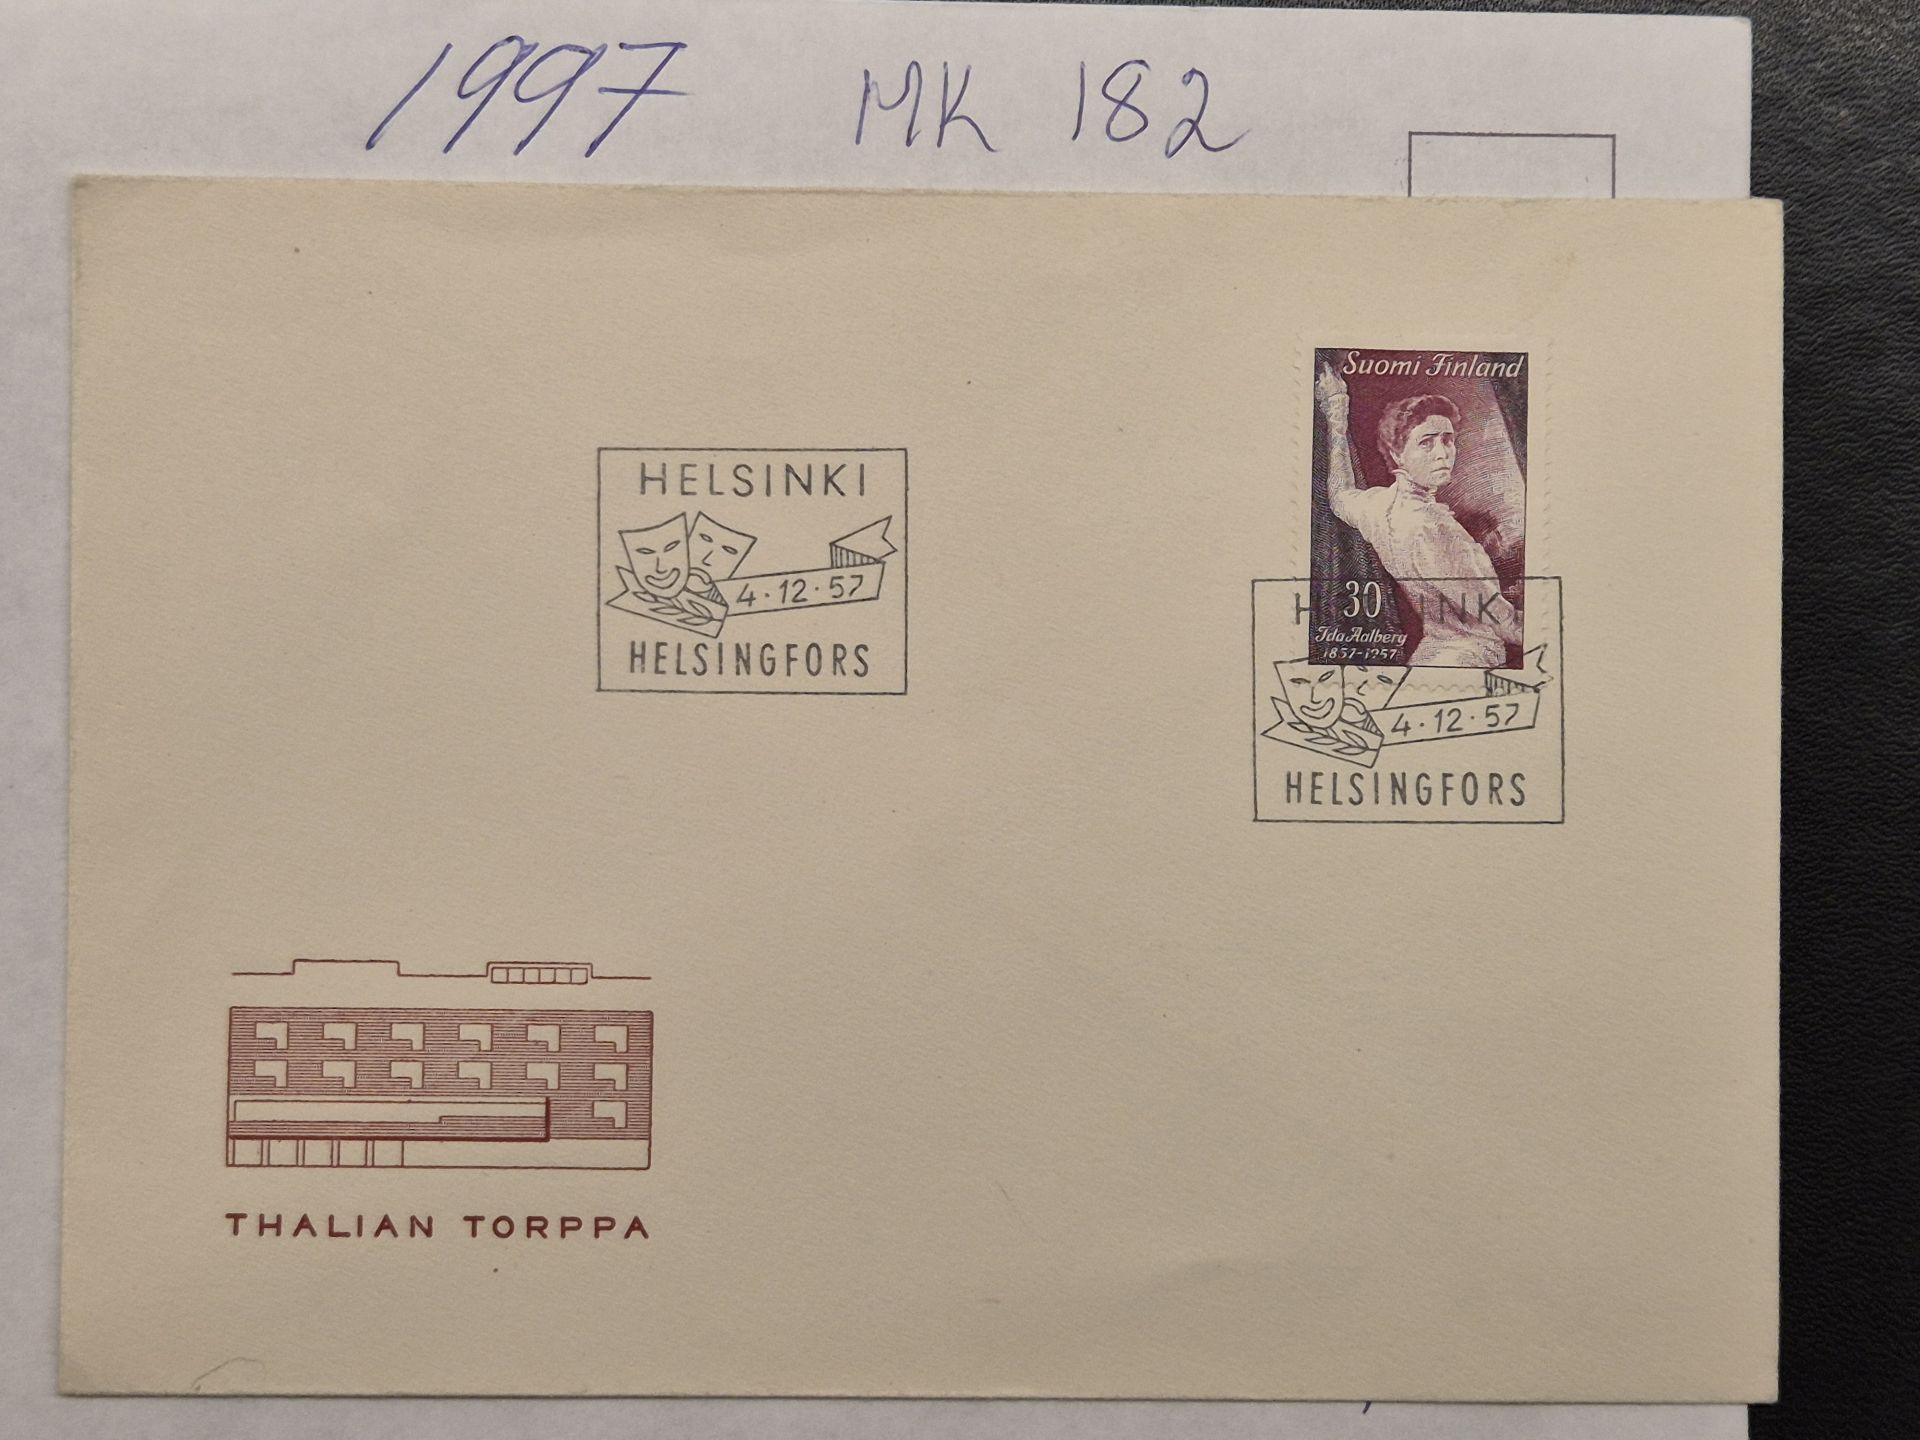 1997 MK 182
Suomi Finland
30
Ida Aalberg
1857-1957
HELSINKI
4·12·57
HELSINGFORS
HELSINKI
4·12·57
HELSINGFORS
THALIAN TORPPA